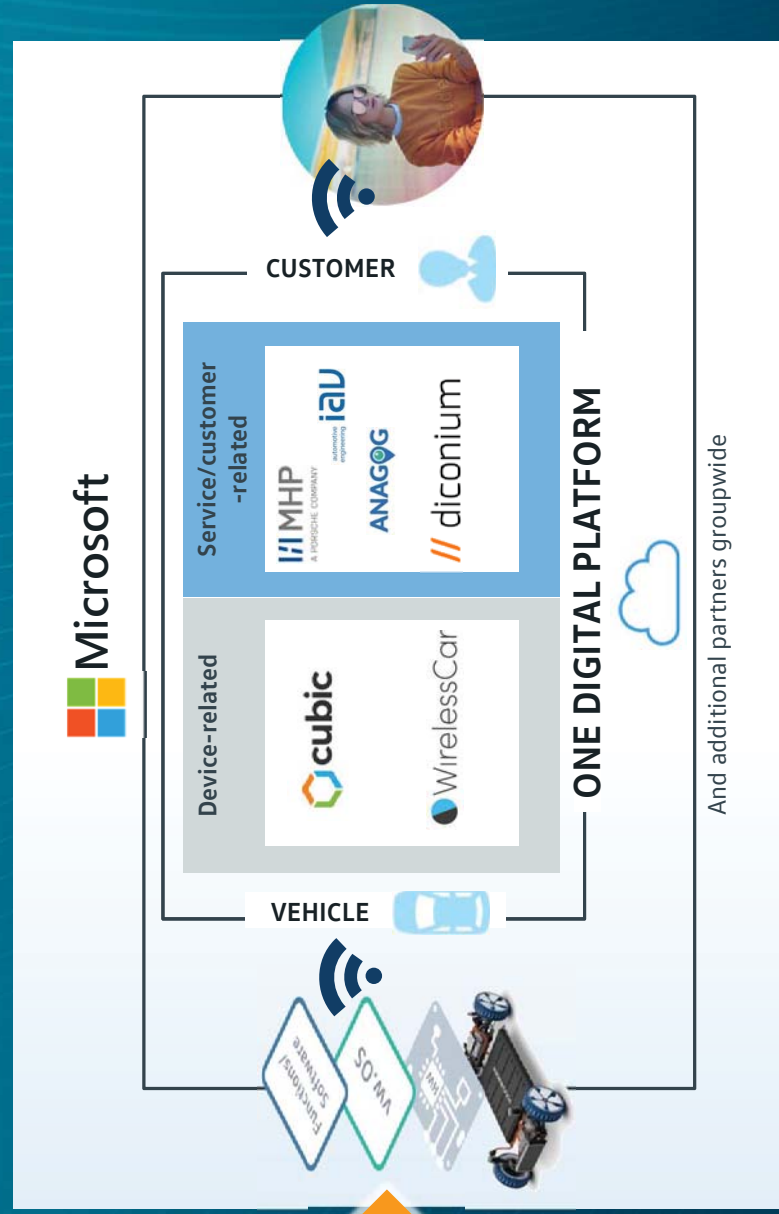 Microsoft
Functions/
Software
vw.OS
HW
VEHICLE
Device-related
cubic
WirelessCar
Service/customer
-related
MHP
A PORSCHE COMPANY
automotive
engineering
iav
ANAGOG
// diconium
CUSTOMER
ONE DIGITAL PLATFORM
And additional partners groupwide